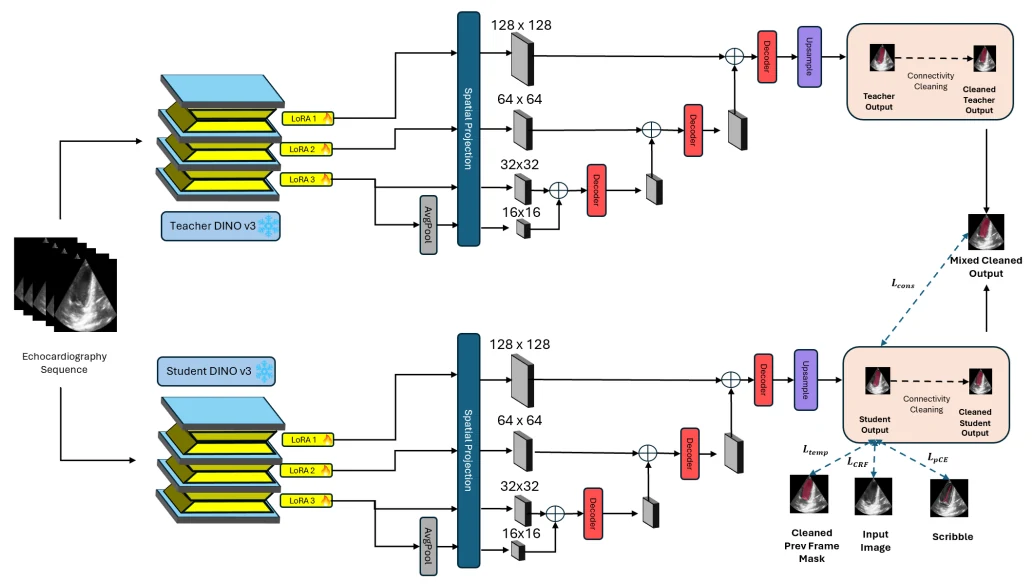 128 x 128
LoRA 1
64 x 64
LoRA 2
32x32
LoRA 3
16x16
AvgPool
Spatial Projection
Decoder
Decoder
Decoder
Upsample
Teacher DINO v3
Teacher
Output
Connectivity
Cleaning
Cleaned
Teacher
Output
Mixed Cleaned
Output
L_cons
Echocardiography
Sequence
Student DINO v3
128 x 128
LoRA 1
64 x 64
LoRA 2
32x32
LoRA 3
16x16
AvgPool
Spatial Projection
Decoder
Decoder
Decoder
Upsample
Student
Output
Connectivity
Cleaning
Cleaned
Student
Output
L_temp
L_CRF
L_pCE
Cleaned
Prev Frame
Mask
Input
Image
Scribble